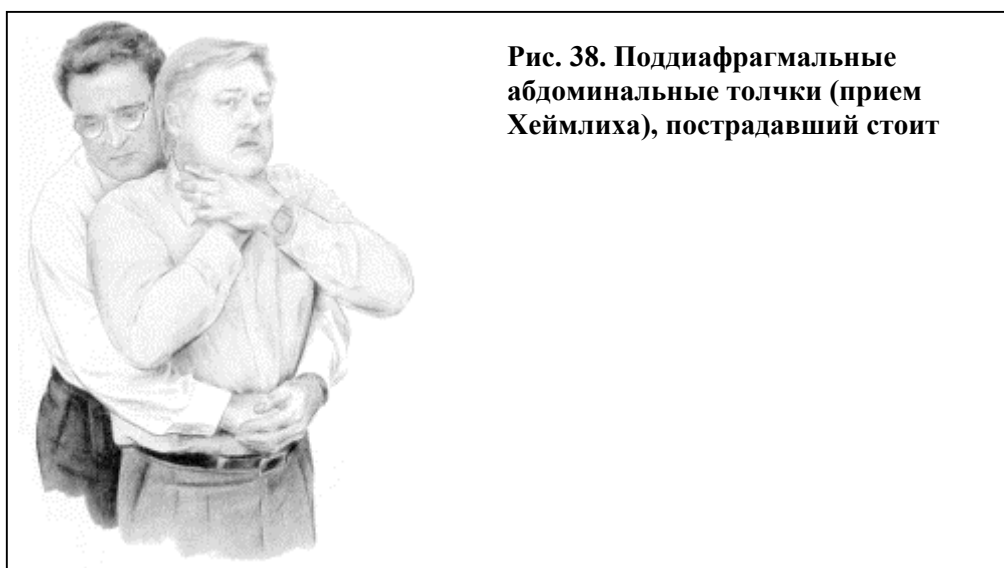 Рис. 38. Поддиафрагмальные
абдоминальные толчки (прием
Хеймлиха), пострадавший стоит